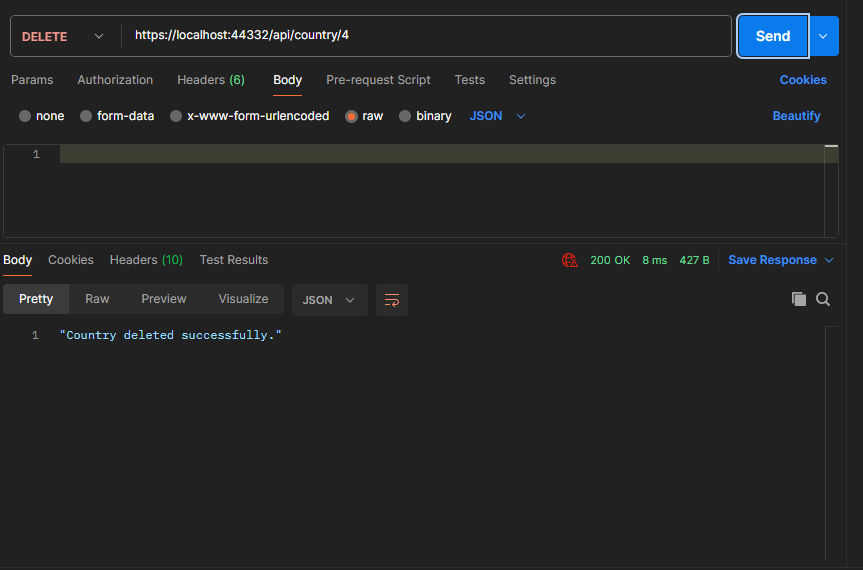 DELETE https://localhost:44332/api/country/4 Send
Params Authorization Headers (6) Body Pre-request Script Tests Settings Cookies
none form-data x-www-form-urlencoded raw binary JSON Beautify
1
Body Cookies Headers (10) Test Results 200 OK 8 ms 427 B Save Response
Pretty Raw Preview Visualize JSON
1 "Country deleted successfully."